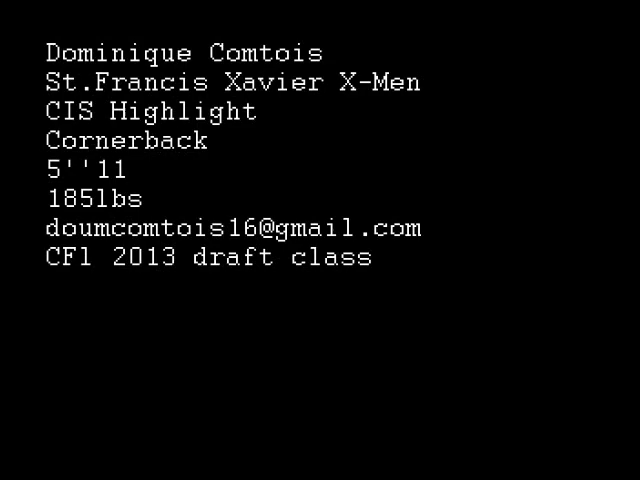 Dominique Comtois
St.Francis Xavier X-Men
CIS Highlight
Cornerback
5''11
185lbs
doumcomtois16@gmail.com
CFl 2013 draft class